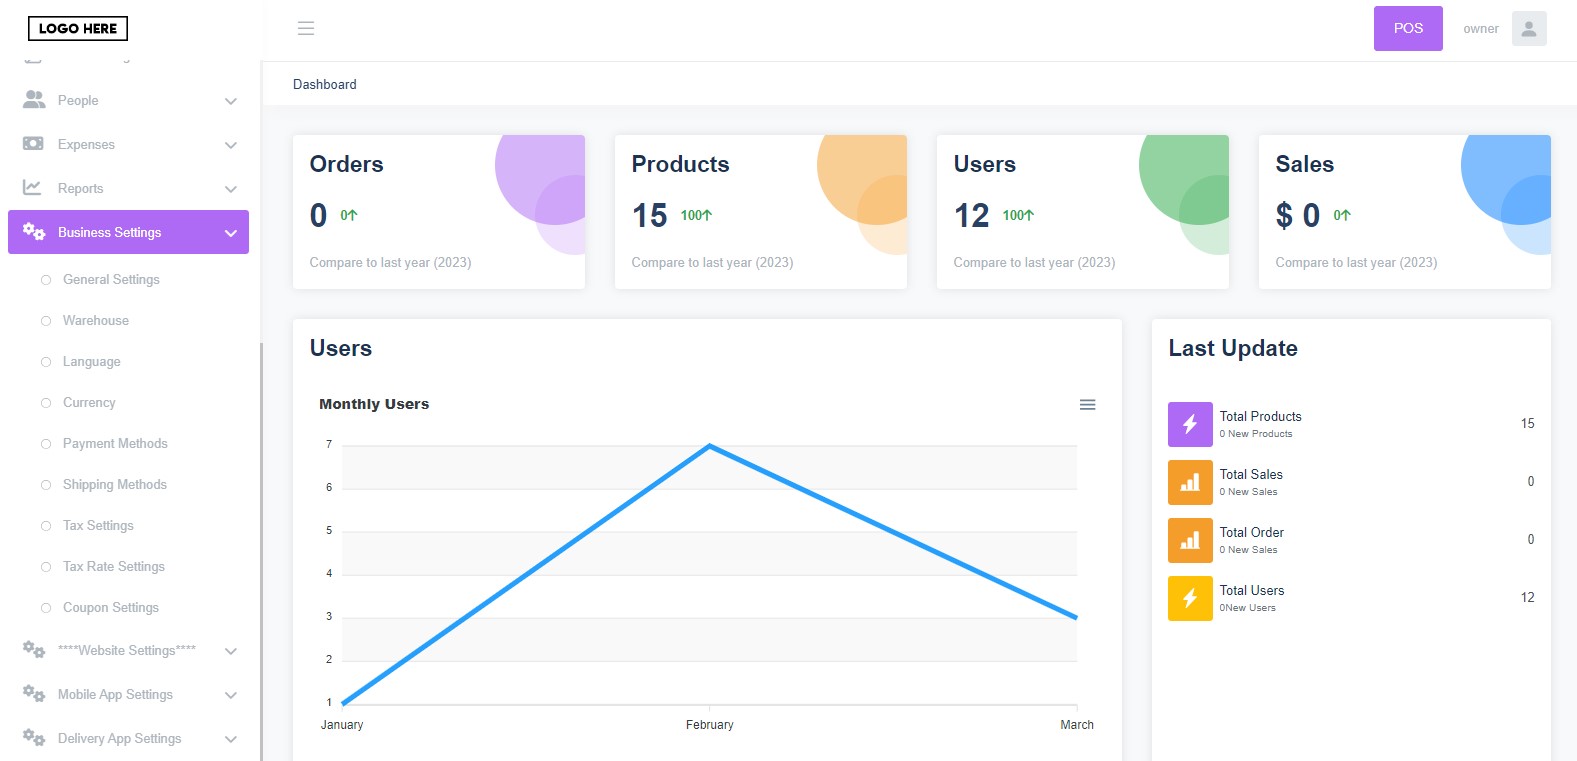 LOGO HERE
POS
owner
People
Expenses
Reports
Business Settings
General Settings
Warehouse
Language
Currency
Payment Methods
Shipping Methods
Tax Settings
Tax Rate Settings
Coupon Settings
****Website Settings****
Mobile App Settings
Delivery App Settings
Dashboard
Orders
0 0↑
Compare to last year (2023)
Products
15 100↑
Compare to last year (2023)
Users
12 100↑
Compare to last year (2023)
Sales
$ 0 0↑
Compare to last year (2023)
Users
Monthly Users
7
6
5
4
3
2
1
January February March
Last Update
Total Products 15
0 New Products
Total Sales 0
0 New Sales
Total Order 0
0 New Sales
Total Users 12
0New Users